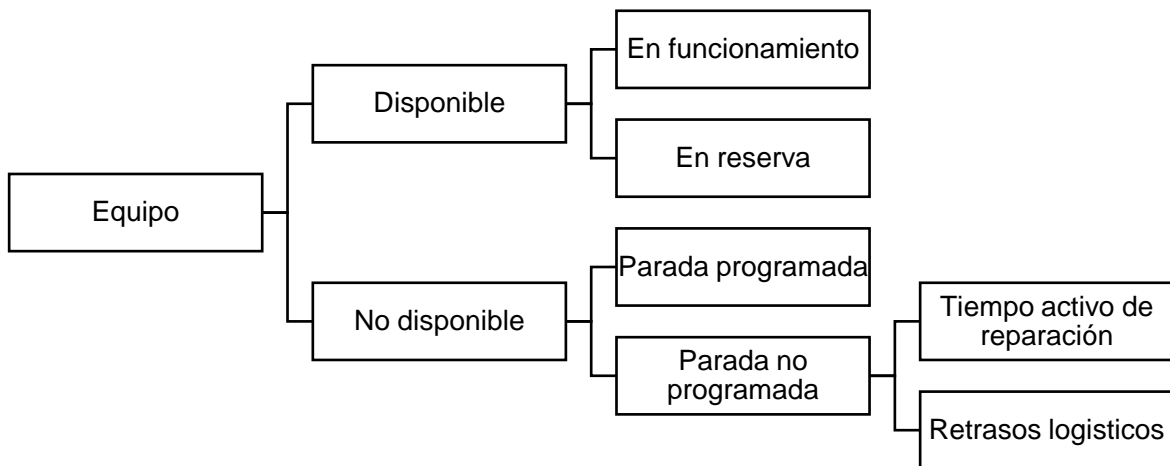 En funcionamiento
Disponible
En reserva
Equipo
Parada programada
No disponible
Tiempo activo de
reparación
Parada no
programada
Retrasos logisticos